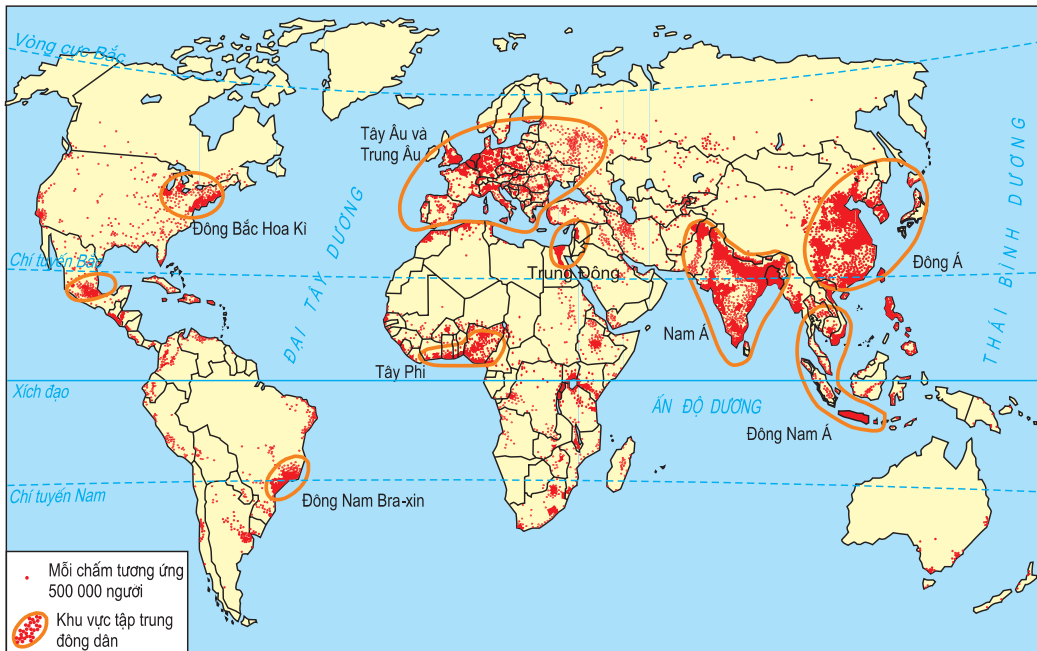 Vòng cực Bắc
Tây Âu và
Trung Âu
Đông Bắc Hoa Kì
ĐẠI TÂY DƯƠNG
THÁI BÌNH DƯƠNG
Chí tuyến Bắc
Trung Đông
Đông Á
Nam Á
Tây Phi
Xích đạo
ẤN ĐỘ DƯƠNG
Đông Nam Á
Chí tuyến Nam
Đông Nam Bra-xin
Mỗi chấm tương ứng
500 000 người
Khu vực tập trung
đông dân